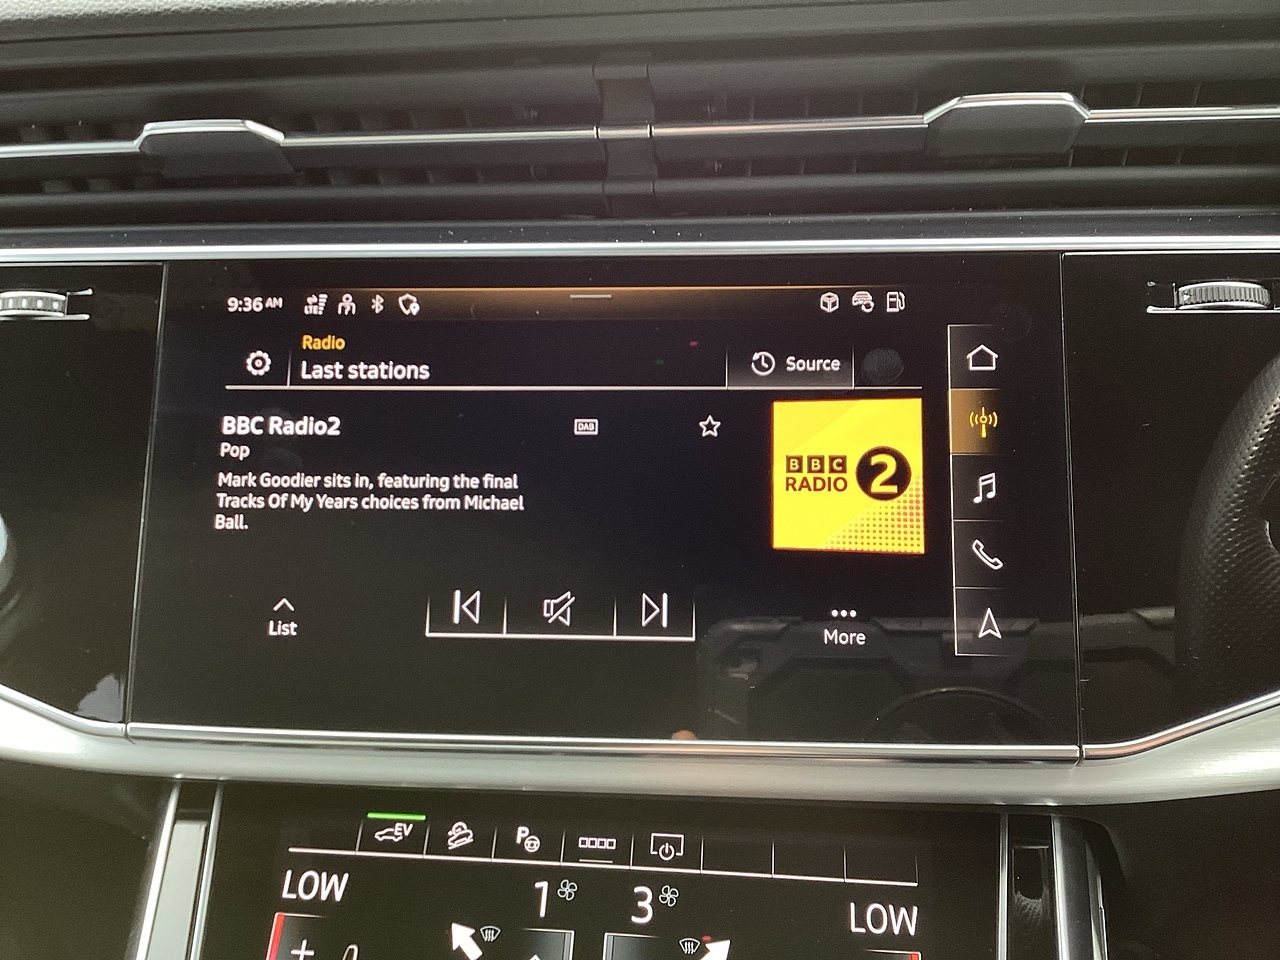 9:36 AM
LTE
Radio
Last stations
Source
BBC Radio2
DAB
Pop
Mark Goodier sits in, featuring the final
Tracks Of My Years choices from Michael
Ball.
BBC
RADIO 2
List
More
EV
P
LOW
1
3
LOW
+